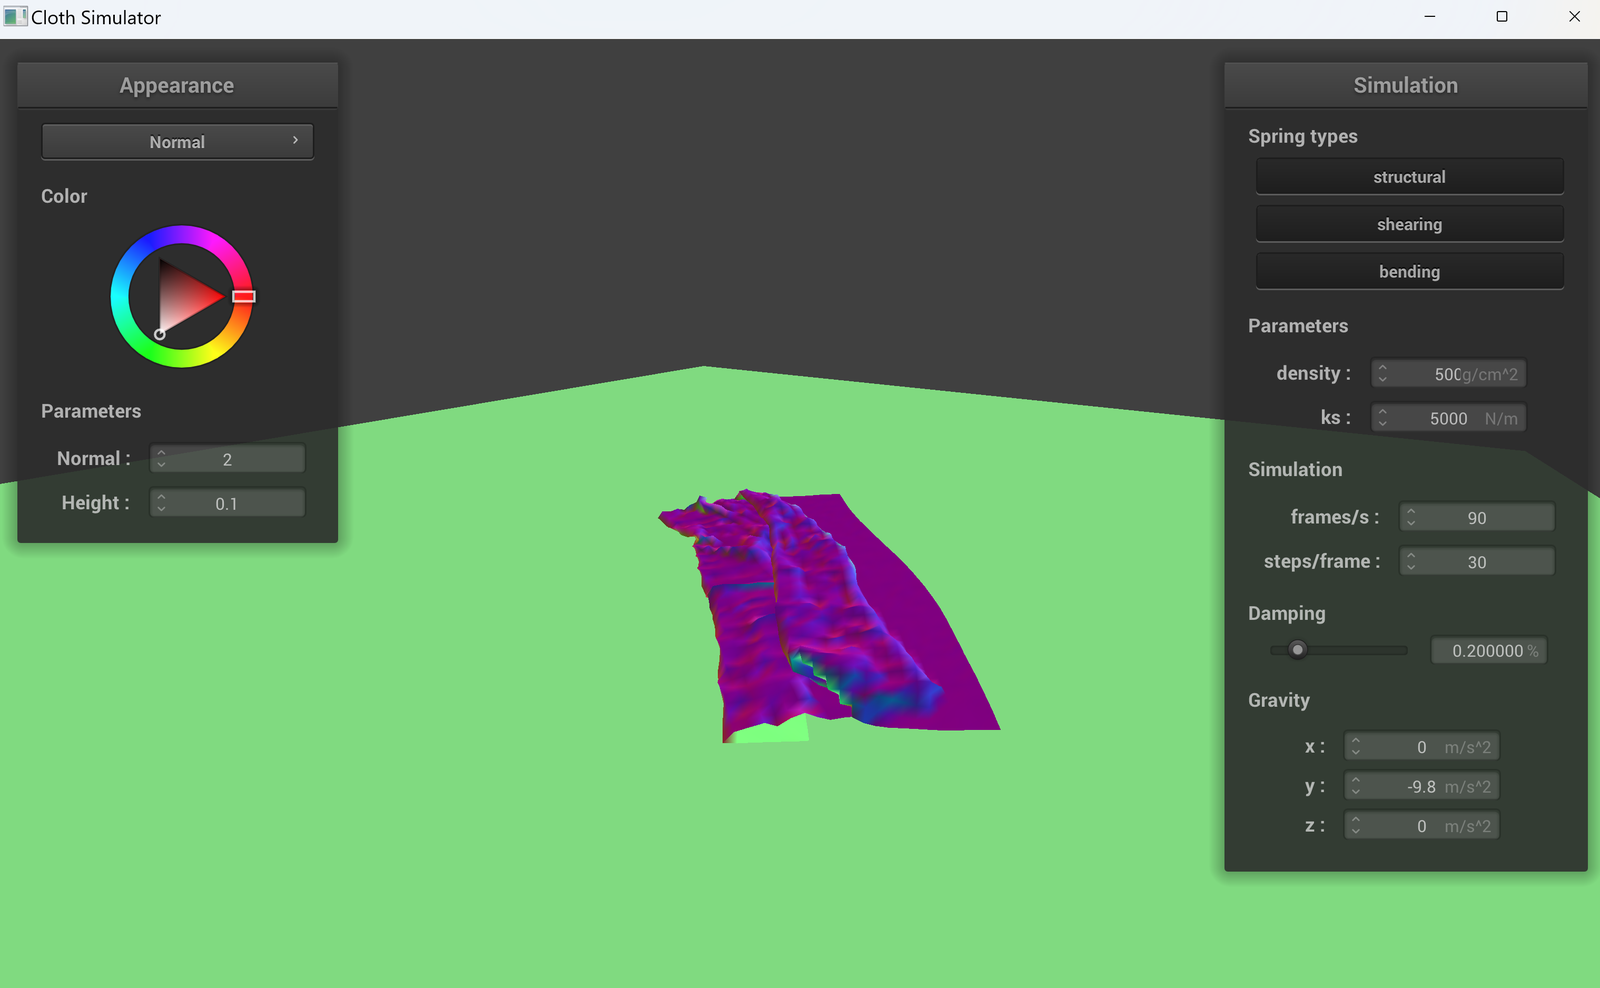 Cloth Simulator
Appearance
Normal
Color
Parameters
Normal : 2
Height : 0.1
Simulation
Spring types
structural
shearing
bending
Parameters
density : 500g/cm^2
ks : 5000 N/m
Simulation
frames/s : 90
steps/frame : 30
Damping
0.200000 %
Gravity
x : 0 m/s^2
y : -9.8 m/s^2
z : 0 m/s^2